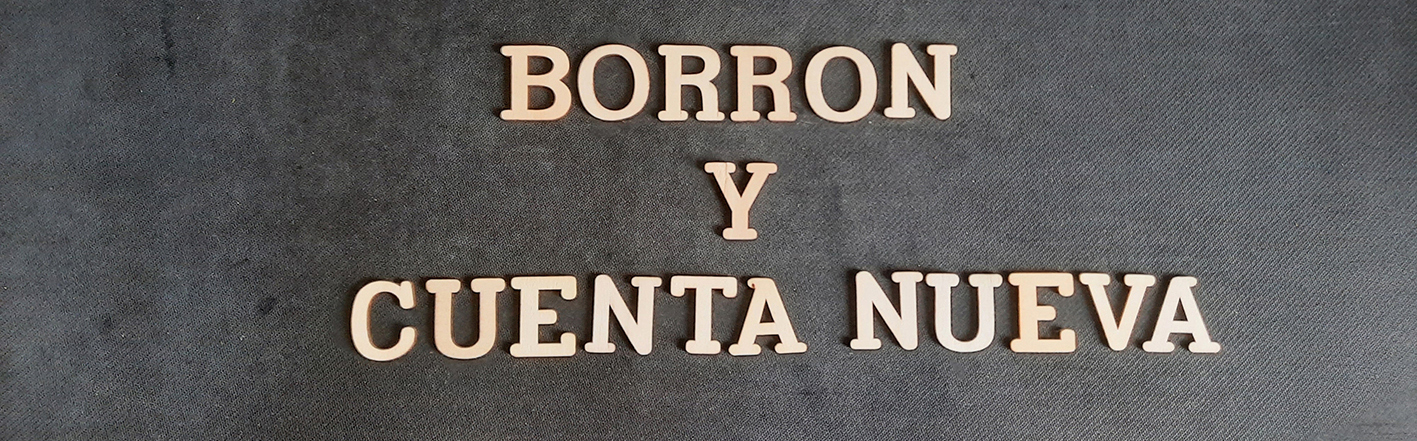 BORRON
Y
CUENTA NUEVA